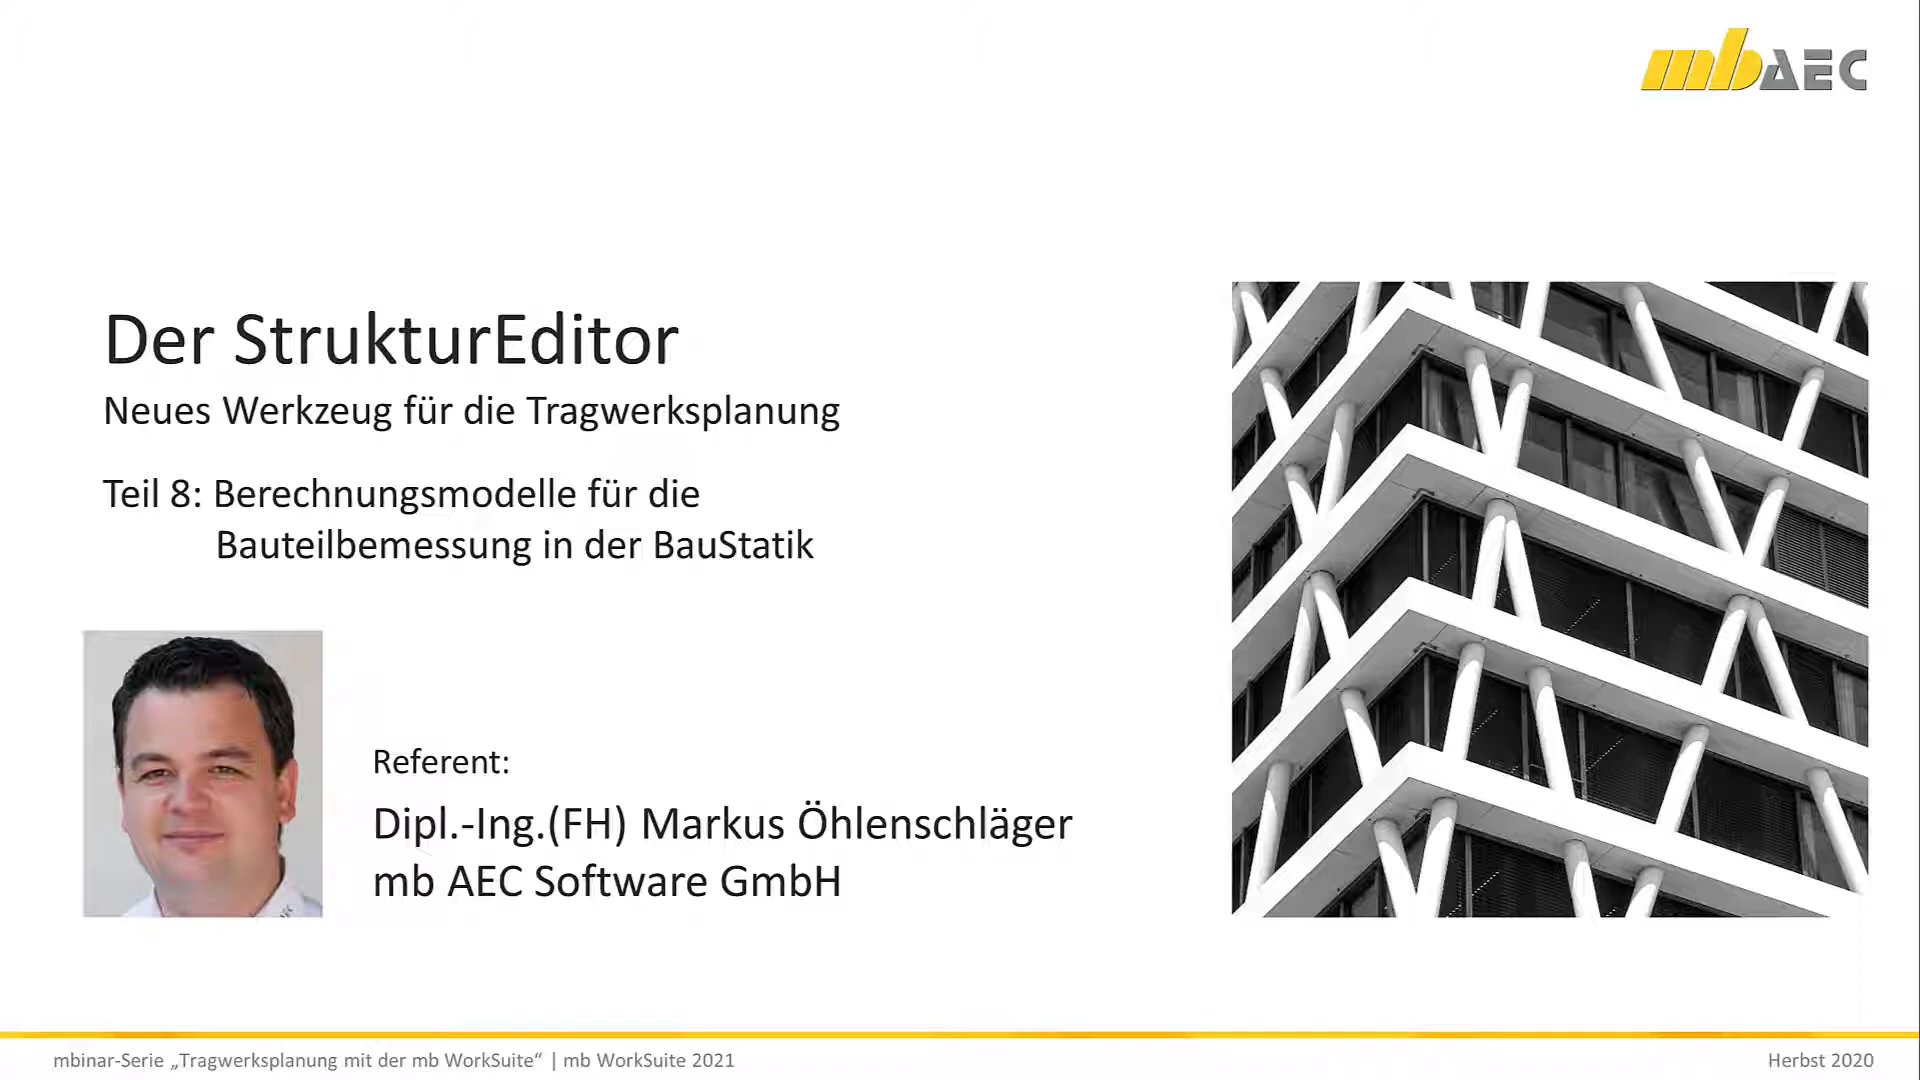 mb AEC
Der StrukturEditor
Neues Werkzeug für die Tragwerksplanung
Teil 8: Berechnungsmodelle für die
Bauteilbemessung in der BauStatik
Referent:
Dipl.-Ing.(FH) Markus Öhlenschläger
mb AEC Software GmbH
mbinar-Serie „Tragwerksplanung mit der mb WorkSuite“ | mb WorkSuite 2021
Herbst 2020